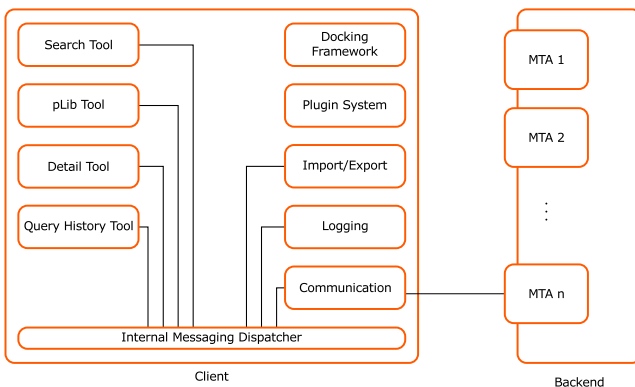 Search Tool
pLib Tool
Detail Tool
Query History Tool
Docking
Framework
Plugin System
Import/Export
Logging
Communication
Internal Messaging Dispatcher
Client
MTA 1
MTA 2
...
MTA n
Backend